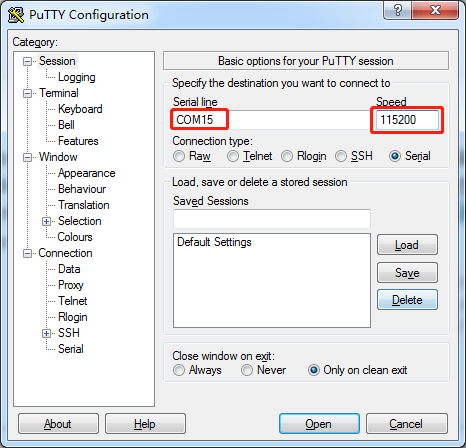 PuTTY Configuration
Category:
Session
Logging
Terminal
Keyboard
Bell
Features
Window
Appearance
Behaviour
Translation
Selection
Colours
Connection
Data
Proxy
Telnet
Rlogin
SSH
Serial
Basic options for your PuTTY session
Specify the destination you want to connect to
Serial line Speed
COM15 115200
Connection type:
Raw Telnet Rlogin SSH Serial
Load, save or delete a stored session
Saved Sessions
Default Settings
Load
Save
Delete
Close window on exit:
Always Never Only on clean exit
About Help Open Cancel